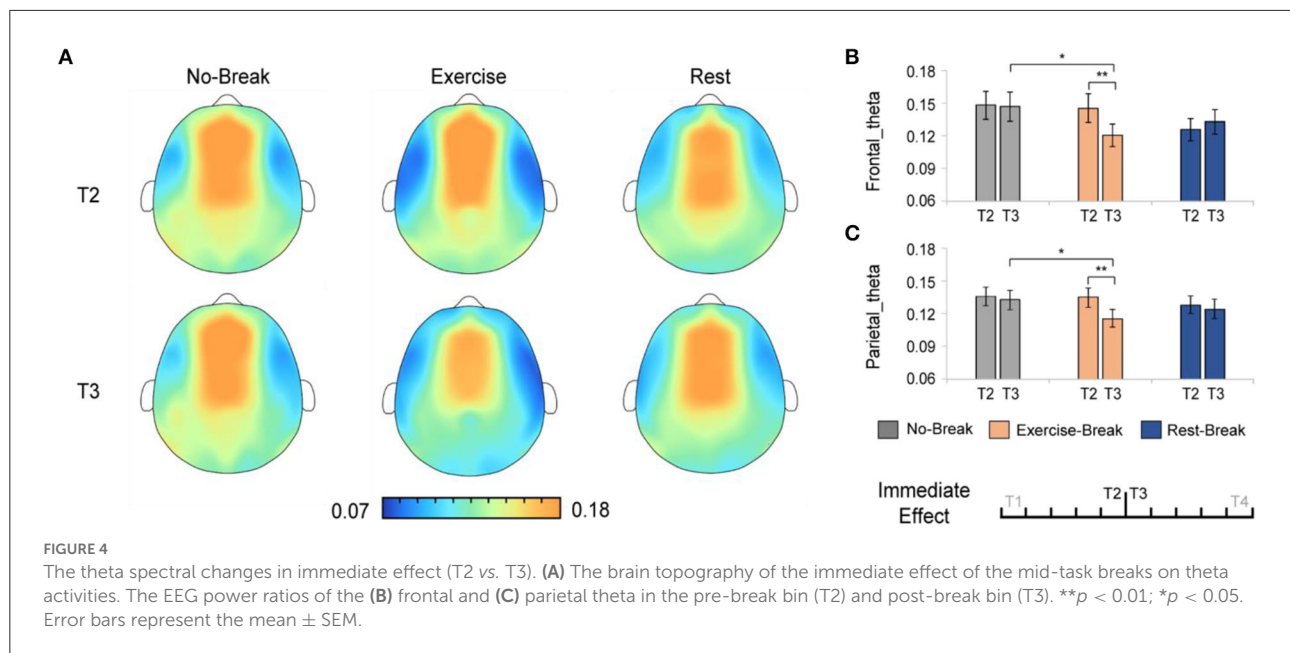 A
No-Break
Exercise
Rest
T2
T3
0.07
0.18
B
*
**
0.18
0.15
0.12
0.09
0.06
Frontal_theta
T2 T3
T2 T3
T2 T3
C
*
**
0.18
0.15
0.12
0.09
0.06
Parietal_theta
T2 T3
T2 T3
T2 T3
No-Break
Exercise-Break
Rest-Break
Immediate
Effect
T1
T2
T3
T4
FIGURE 4
The theta spectral changes in immediate effect (T2 vs. T3). (A) The brain topography of the immediate effect of the mid-task breaks on theta
activities. The EEG power ratios of the (B) frontal and (C) parietal theta in the pre-break bin (T2) and post-break bin (T3). **p < 0.01; *p < 0.05.
Error bars represent the mean ± SEM.